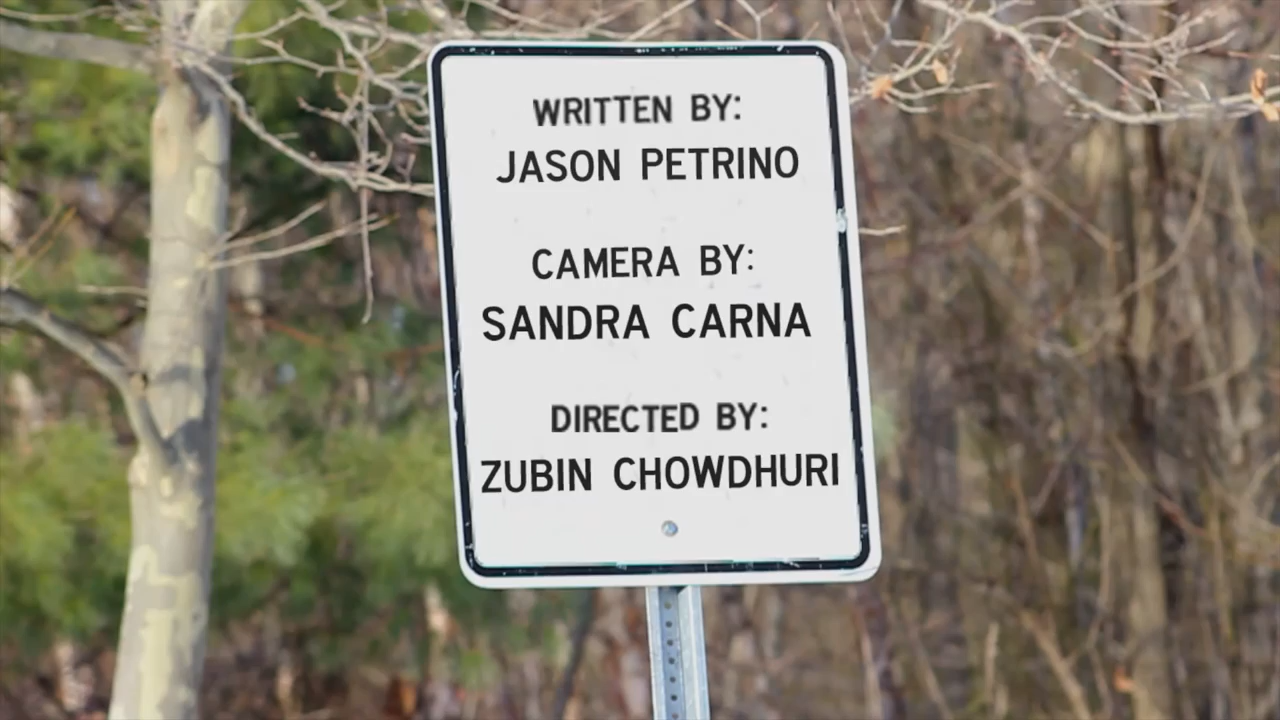 WRITTEN BY:
JASON PETRINO
CAMERA BY:
SANDRA CARNA
DIRECTED BY:
ZUBIN CHOWDHURI